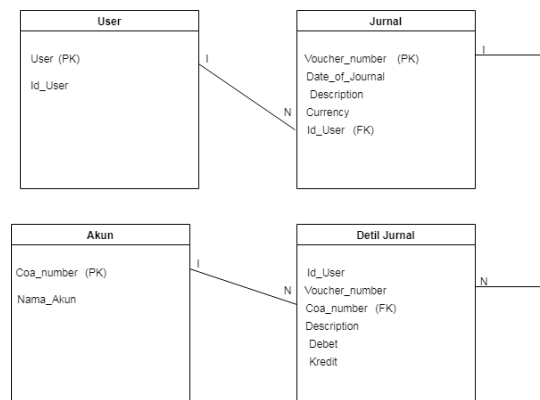 User
User (PK)
Id_User
I
N
Jurnal
Voucher_number (PK)
Date_of_Journal
Description
Currency
Id_User (FK)
I
Akun
Coa_number (PK)
Nama_Akun
I
N
Detil Jurnal
Id_User
Voucher_number
Coa_number (FK)
Description
Debet
Kredit
N